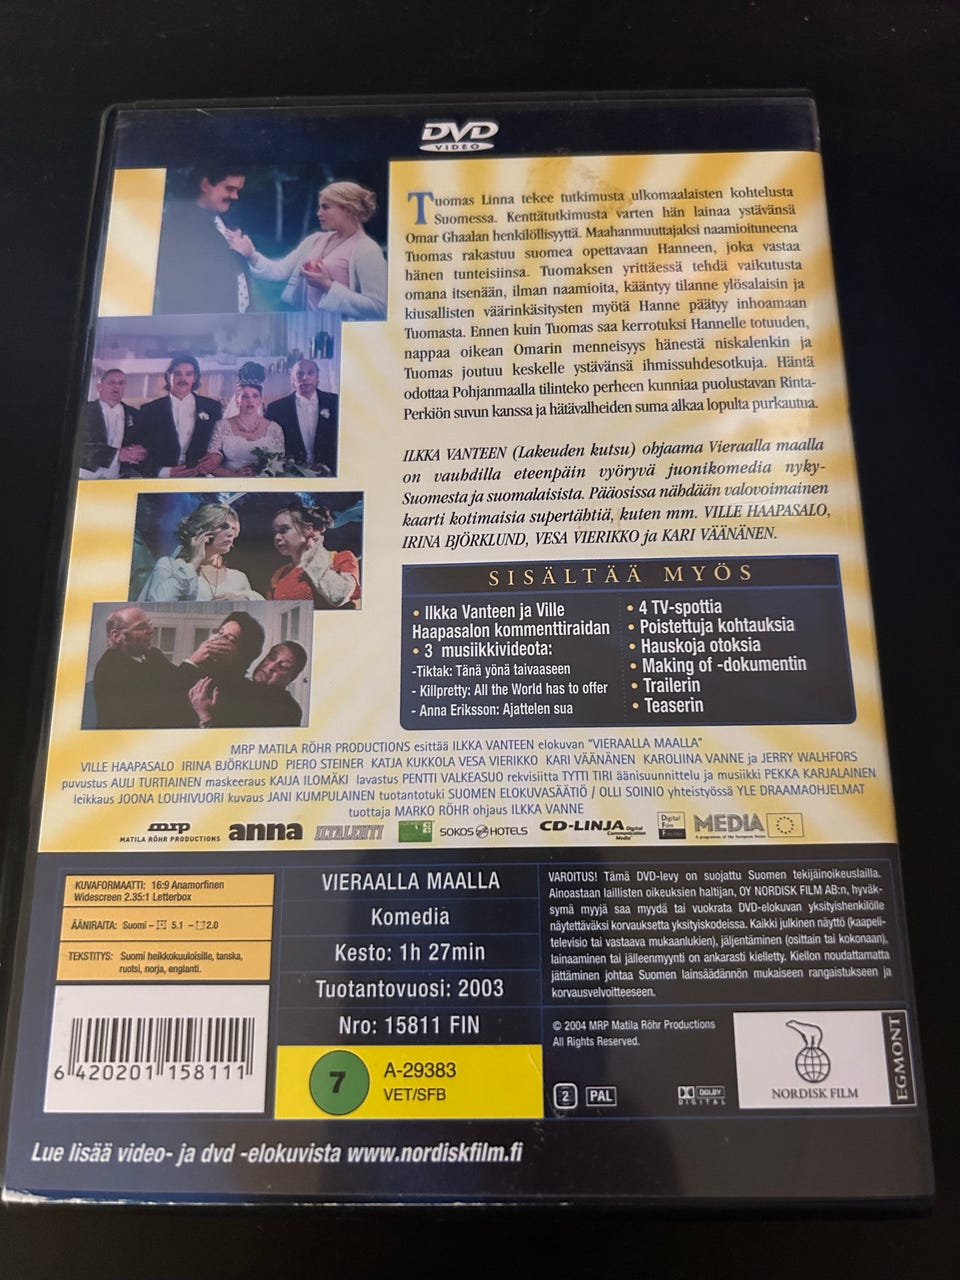 DVD
VIDEO
Tuomas Linna tekee tutkimusta ulkomaalaisten kohtelusta
Suomessa. Kenttätutkimusta varten hän lainaa ystävänsä
Omar Ghaalan henkilöllisyyttä. Maahanmuuttajaksi naamioituneena
Tuomas rakastuu suomea opettavaan Hanneen, joka vastaa
hänen tunteisiinsa. Tuomaksen yrittäessä tehdä vaikutusta
omana itsenään, ilman naamioita, kääntyy tilanne ylösalaisin ja
kiusallisten väärinkäsitysten myötä Hanne päätyy inhoamaan
Tuomasta. Ennen kuin Tuomas saa kerrotuksi Hannelle totuuden,
nappaa oikean Omarin menneisyys hänestä niskalenkin ja
Tuomas joutuu keskelle ystävänsä ihmissuhdesotkuja. Häntä
odottaa Pohjanmaalla tilinteko perheen kunniaa puolustavan Rinta-
Perkiön suvun kanssa ja hätävalheiden suma alkaa lopulta purkautua.
ILKKA VANTEEN (Lakeuden kutsu) ohjaama Vieraalla maalla
on vauhdilla eteenpäin vyöryvä juonikomedia nyky-
Suomesta ja suomalaisista. Pääosissa nähdään valovoimainen
kaarti kotimaisia supertähtiä, kuten mm. VILLE HAAPASALO,
IRINA BJÖRKLUND, VESA VIERIKKO ja KARI VÄÄNÄNEN.
SISÄLTÄÄ MYÖS
• Ilkka Vanteen ja Ville
Haapasalon kommenttiraidan
• 3 musiikkivideota:
-Tiktak: Tänä yönä taivaaseen
- Killpretty: All the World has to offer
- Anna Eriksson: Ajattelen sua
• 4 TV-spottia
• Poistettuja kohtauksia
• Hauskoja otoksia
• Making of -dokumentin
• Trailerin
• Teaserin
MRP MATILA RÖHR PRODUCTIONS esittää ILKKA VANTEEN elokuvan "VIERAALLA MAALLA"
VILLE HAAPASALO IRINA BJÖRKLUND PIERO STEINER KATJA KUKKOLA VESA VIERIKKO KARI VÄÄNÄNEN KAROLIINA VANNE ja JERRY WALHFORS
puvustus AULI TURTIAINEN maskeeraus KAIJA ILOMÄKI lavastus PENTTI VALKEASUO rekvisiitta TYTTI TIRI äänisuunnittelu ja musiikki PEKKA KARJALAINEN
leikkaus JOONA LOUHIVUORI kuvaus JANI KUMPULAINEN tuotantotuki SUOMEN ELOKUVASÄÄTIÖ / OLLI SOINIO yhteistyössä YLE DRAAMAOHJELMAT
tuottaja MARKO RÖHR ohjaus ILKKA VANNE
mrp
MATILA RÖHR PRODUCTIONS
anna
ILTALEHTI
SOKOS HOTELS
CD-LINJA Digital
Communication
Media
Digital
Film
MEDIA
A programme of the European Union
KUVAFORMAATTI: 16:9 Anamorfinen
Widescreen 2.35:1 Letterbox
ÄÄNIRAITA: Suomi – 5.1 – 2.0
TEKSTITYS: Suomi heikkokuuloisille, tanska,
ruotsi, norja, englanti.
6 420201 158111
VIERAALLA MAALLA
Komedia
Kesto: 1h 27min
Tuotantovuosi: 2003
Nro: 15811 FIN
7
A-29383
VET/SFB
VAROITUS! Tämä DVD-levy on suojattu Suomen tekijäinoikeuslailla.
Ainoastaan laillisten oikeuksien haltijan, OY NORDISK FILM AB:n, hyväk-
symä myyjä saa myydä tai vuokrata DVD-elokuvan yksityishenkilölle
näytettäväksi korvauksetta yksityiskodeissa. Kaikki julkinen näyttö (kaapeli-
televisio tai vastaava mukaanlukien), jäljentäminen (osittain tai kokonaan),
lainaaminen tai jälleenmyynti on ankarasti kielletty. Kiellon noudattamatta
jättäminen johtaa Suomen lainsäädännön mukaiseen rangaistukseen ja
korvausvelvoitteeseen.
© 2004 MRP Matila Röhr Productions
All Rights Reserved.
2
PAL
DOLBY
DIGITAL
NORDISK FILM
EGMONT
Lue lisää video- ja dvd -elokuvista www.nordiskfilm.fi